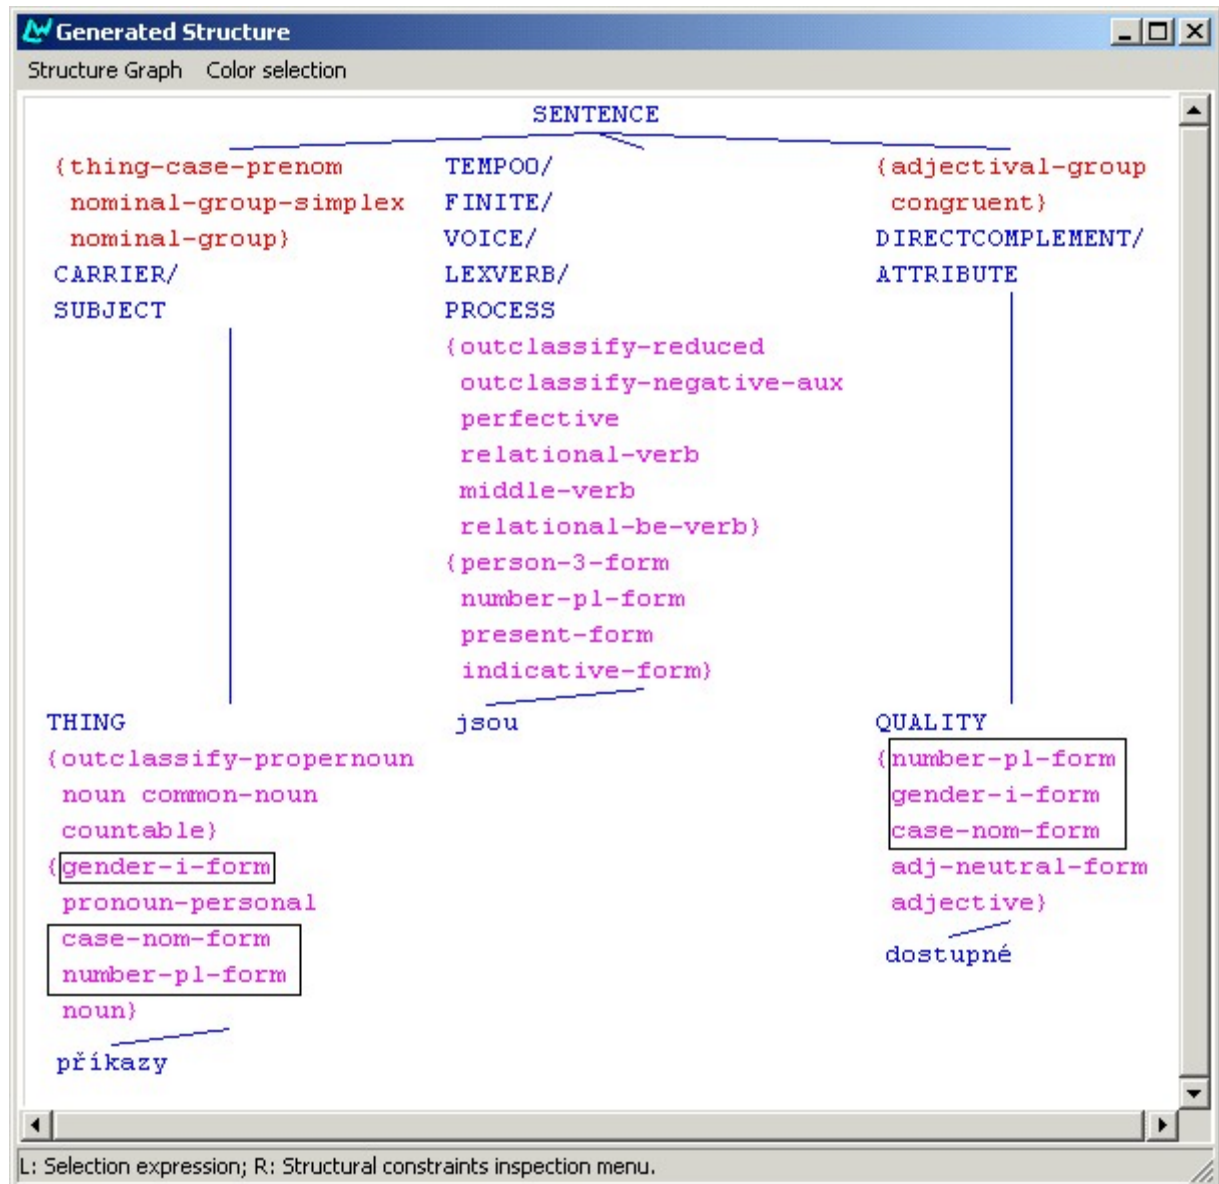 Generated Structure
Structure Graph Color selection
SENTENCE
{thing-case-prenom
nominal-group-simplex
nominal-group}
CARRIER/
SUBJECT
TEMPO0/
FINITE/
VOICE/
LEXVERB/
PROCESS
{outclassify-reduced
outclassify-negative-aux
perfective
relational-verb
middle-verb
relational-be-verb}
{person-3-form
number-pl-form
present-form
indicative-form}
{adjectival-group
congruent}
DIRECTCOMPLEMENT/
ATTRIBUTE
THING
{outclassify-propernoun
noun common-noun
countable}
{gender-i-form
pronoun-personal
case-nom-form
number-pl-form
noun}
příkazy
jsou
QUALITY
{number-pl-form
gender-i-form
case-nom-form
adj-neutral-form
adjective}
dostupné
L: Selection expression; R: Structural constraints inspection menu.